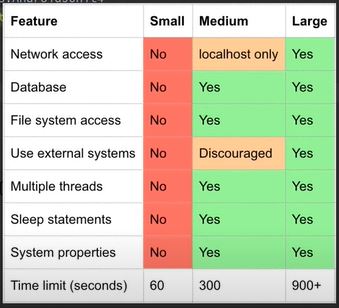 Feature Small Medium Large
Network access No localhost only Yes
Database No Yes Yes
File system access No Yes Yes
Use external systems No Discouraged Yes
Multiple threads No Yes Yes
Sleep statements No Yes Yes
System properties No Yes Yes
Time limit (seconds) 60 300 900+